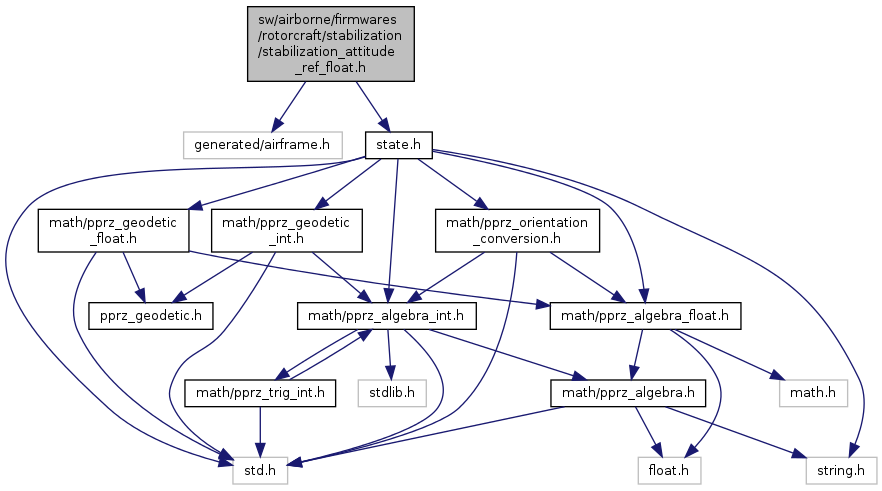 sw/airborne/firmwares
/rotorcraft/stabilization
/stabilization_attitude
_ref_float.h
generated/airframe.h
state.h
math/pprz_geodetic
_float.h
math/pprz_geodetic
_int.h
math/pprz_orientation
_conversion.h
pprz_geodetic.h
math/pprz_algebra_int.h
math/pprz_algebra_float.h
math/pprz_trig_int.h
stdlib.h
math/pprz_algebra.h
math.h
std.h
float.h
string.h